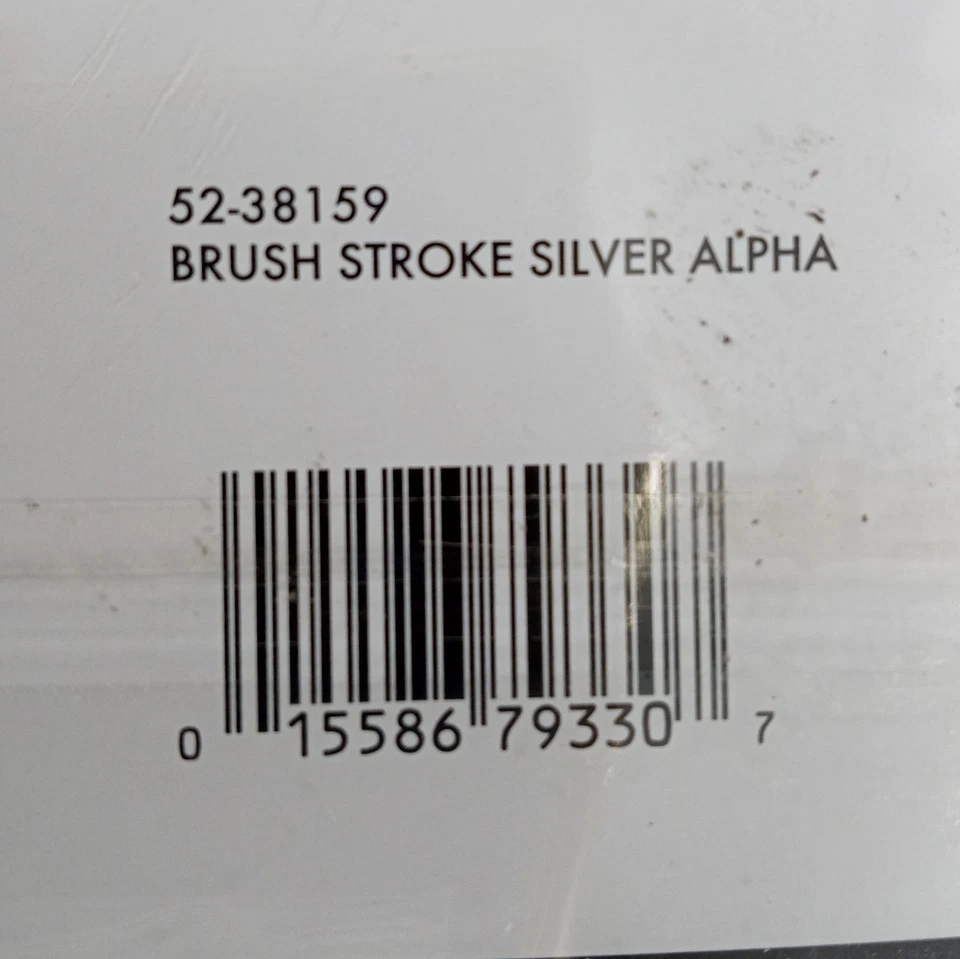 52-38159
BRUSH STROKE SILVER ALPHA
0 15586 79330 7